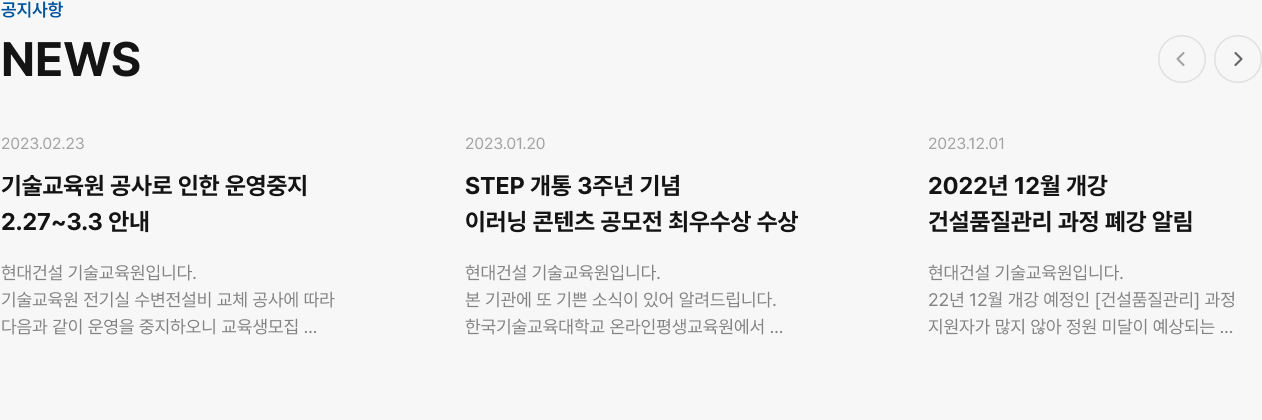 공지사항
NEWS
2023.02.23
기술교육원 공사로 인한 운영중지
2.27~3.3 안내
현대건설 기술교육원입니다.
기술교육원 전기실 수변전설비 교체 공사에 따라
다음과 같이 운영을 중지하오니 교육생모집 ...
2023.01.20
STEP 개통 3주년 기념
이러닝 콘텐츠 공모전 최우수상 수상
현대건설 기술교육원입니다.
본 기관에 또 기쁜 소식이 있어 알려드립니다.
한국기술교육대학교 온라인평생교육원에서 ...
2023.12.01
2022년 12월 개강
건설품질관리 과정 폐강 알림
현대건설 기술교육원입니다.
22년 12월 개강 예정인 [건설품질관리] 과정
지원자가 많지 않아 정원 미달이 예상되는 ...